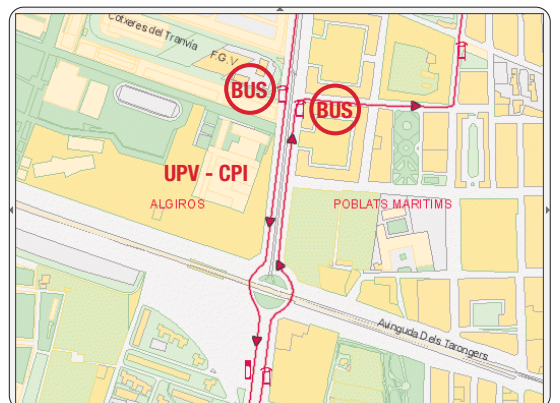 Cotxeres del Tranvia
F.G.V
BUS
BUS
UPV - CPI
ALGIROS
POBLATS MARITIMS
Avinguda Dels Tarongers